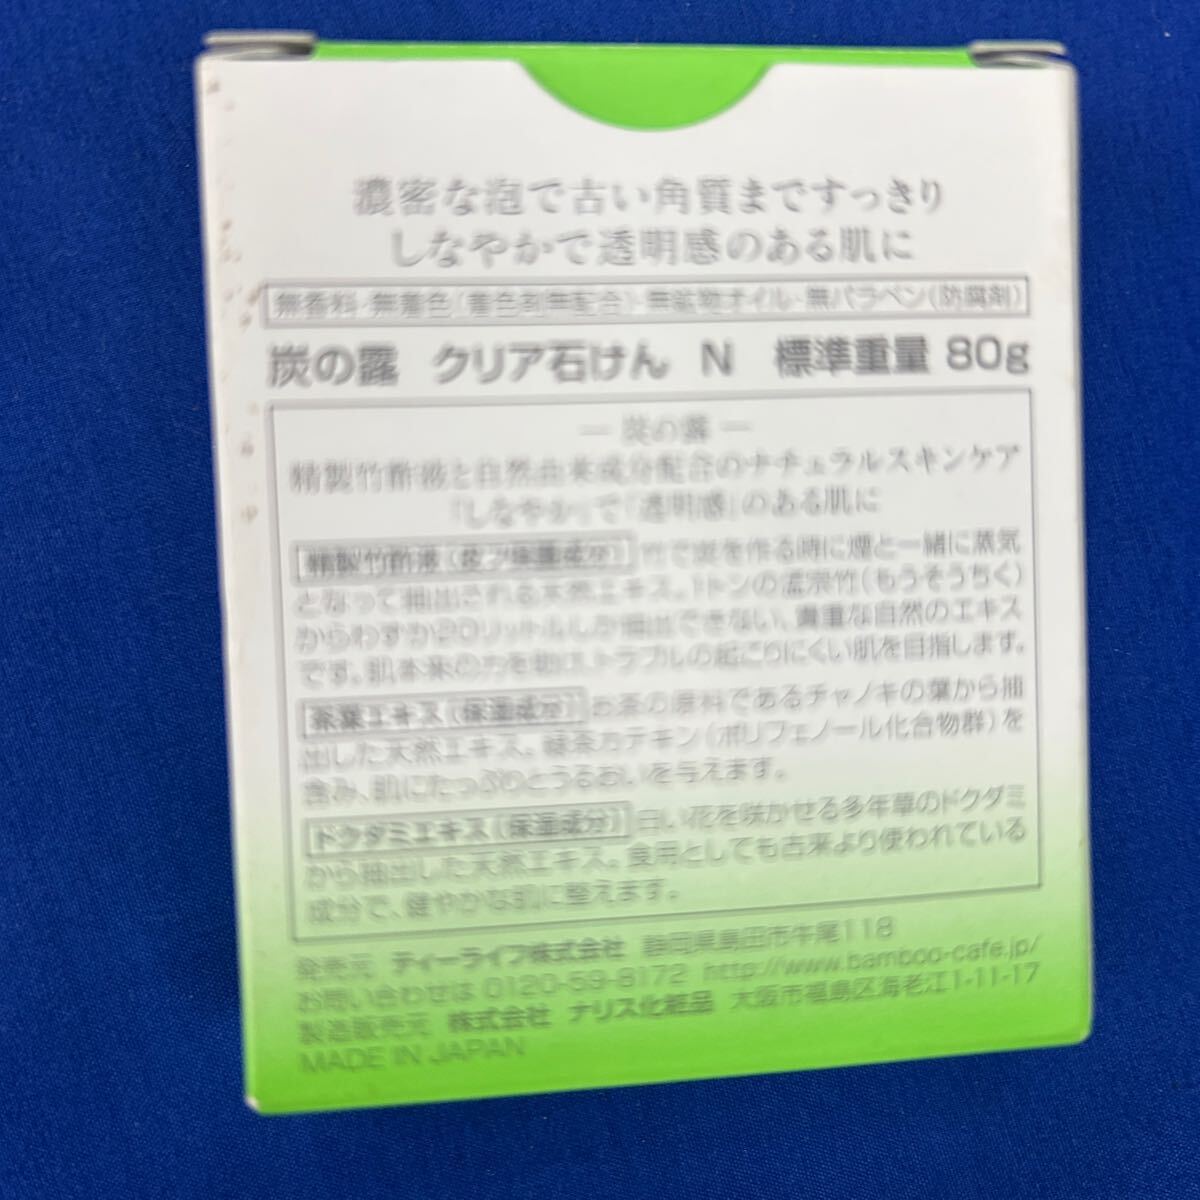 濃密な泡で古い角質まですっきり
しなやかで透明感のある肌に
無香料・無着色(着色剤無配合)・無鉱物オイル・無パラベン(防腐剤)
炭の露 クリア石けん N 標準重量 80g
— 炭の露 —
精製竹酢液と自然由来成分配合のナチュラルスキンケア
「しなやか」で「透明感」のある肌に
精製竹酢液(整肌・保湿成分) 竹で炭を作る時に煙と一緒に蒸気
となって抽出される天然エキス。1トンの孟宗竹(もうそうちく)
からわずか20リットルしか抽出できない、貴重な自然のエキス
です。肌本来の力を助け、トラブルの起こりにくい肌を目指します。
茶葉エキス(保湿成分) お茶の原料であるチャノキの葉から抽
出した天然エキス。緑茶カテキン(ポリフェノール化合物群)を
含み、肌にたっぷりとうるおいを与えます。
ドクダミエキス(保湿成分) 白い花を咲かせる多年草のドクダミ
から抽出した天然エキス。食用としても古来より使われている
成分で、健やかな肌に整えます。
発売元 ティーライフ株式会社 静岡県島田市牛尾118
お問い合わせは 0120-59-8172 http://www.bamboo-cafe.jp/
製造販売元 株式会社 ナリス化粧品 大阪市福島区海老江1-11-17
MADE IN JAPAN